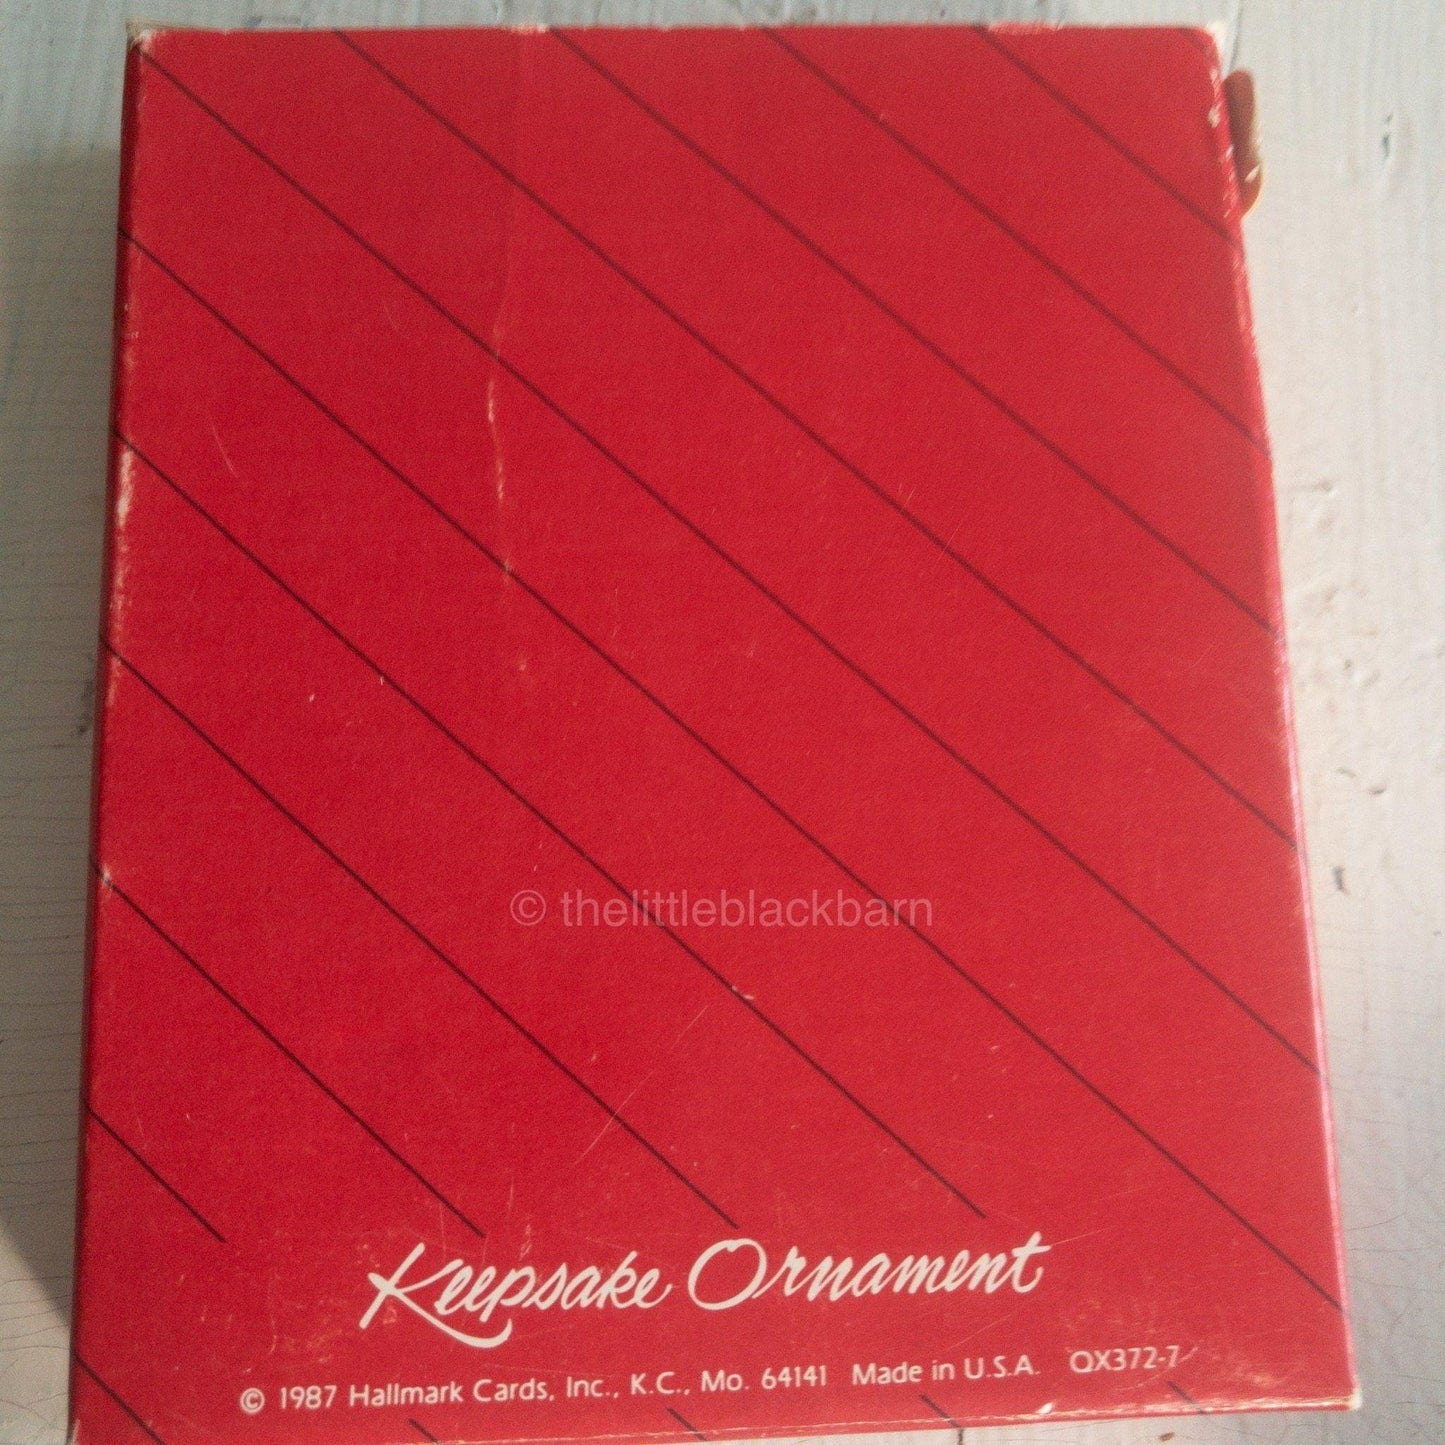 © thelittleblackbarn
Keepsake Ornament
© 1987 Hallmark Cards, Inc., K.C., Mo. 64141 Made in U.S.A. QX372-7